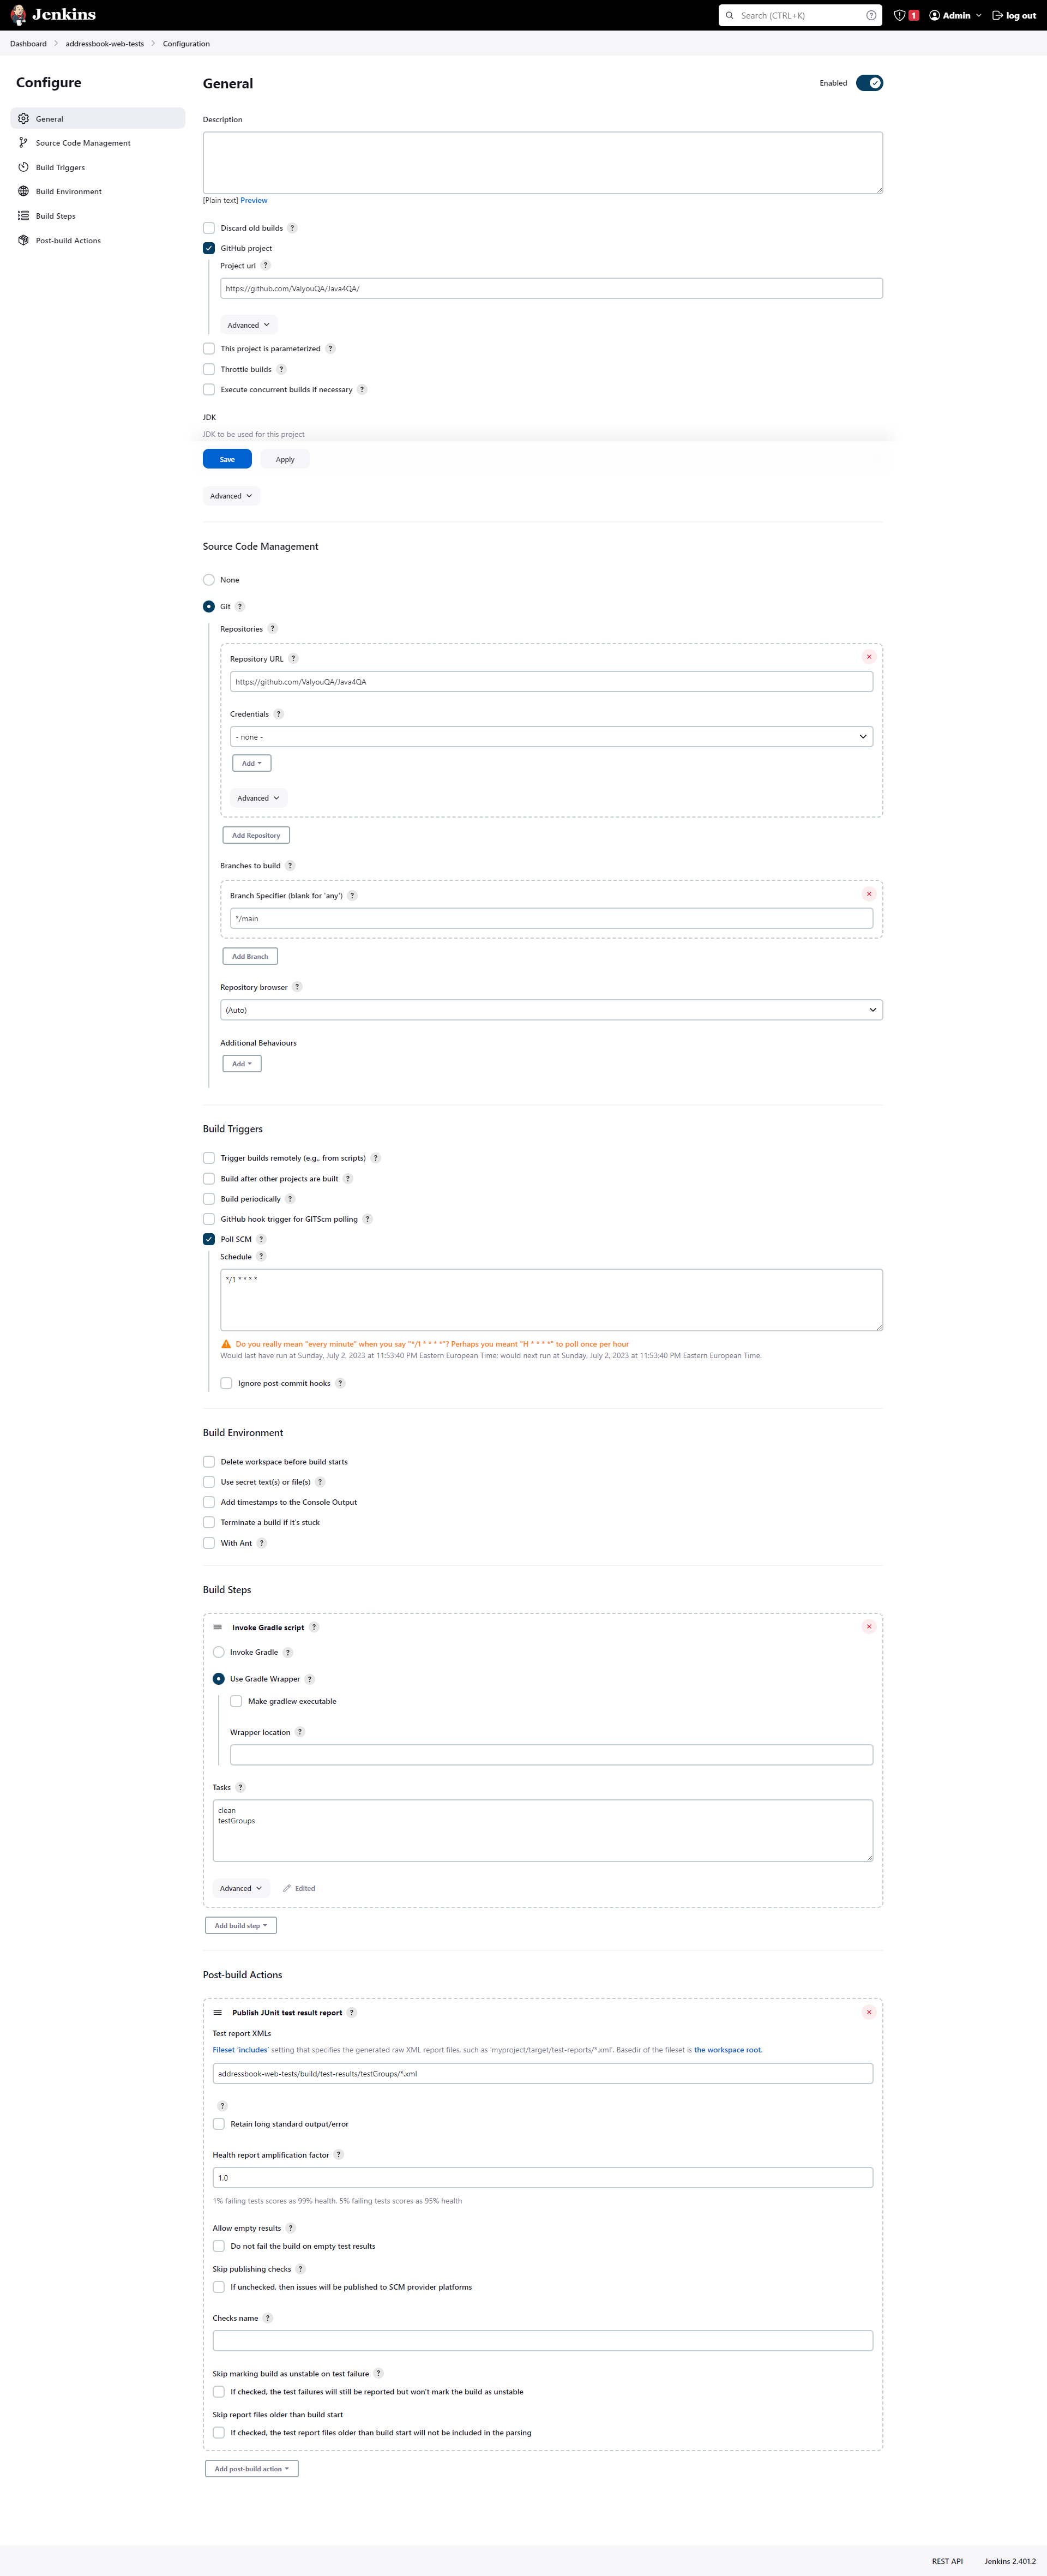 Jenkins
Search (CTRL+K)
1
Admin
log out
Dashboard
addressbook-web-tests
Configuration
Configure
General
Source Code Management
Build Triggers
Build Environment
Build Steps
Post-build Actions
General
Enabled
Description
[Plain text] Preview
Discard old builds ?
GitHub project
Project url ?
https://github.com/ValyouQA/Java4QA/
Advanced
This project is parameterized ?
Throttle builds ?
Execute concurrent builds if necessary ?
JDK
JDK to be used for this project
Save
Apply
Advanced
Source Code Management
None
Git ?
Repositories ?
Repository URL ?
https://github.com/ValyouQA/Java4QA
Credentials ?
- none -
Add
Advanced
Add Repository
Branches to build ?
Branch Specifier (blank for 'any') ?
*/main
Add Branch
Repository browser ?
(Auto)
Additional Behaviours
Add
Build Triggers
Trigger builds remotely (e.g., from scripts) ?
Build after other projects are built ?
Build periodically ?
GitHub hook trigger for GITScm polling ?
Poll SCM ?
Schedule ?
*/1 * * * *
Do you really mean "every minute" when you say "*/1 * * * *"? Perhaps you meant "H * * * *" to poll once per hour
Would last have run at Sunday, July 2, 2023 at 11:53:40 PM Eastern European Time; would next run at Sunday, July 2, 2023 at 11:53:40 PM Eastern European Time.
Ignore post-commit hooks ?
Build Environment
Delete workspace before build starts
Use secret text(s) or file(s) ?
Add timestamps to the Console Output
Terminate a build if it's stuck
With Ant ?
Build Steps
Invoke Gradle script ?
Invoke Gradle ?
Use Gradle Wrapper ?
Make gradlew executable
Wrapper location ?
Tasks ?
clean
testGroups
Advanced
Edited
Add build step
Post-build Actions
Publish JUnit test result report ?
Test report XMLs
Fileset 'includes' setting that specifies the generated raw XML report files, such as 'myproject/target/test-reports/*.xml'. Basedir of the fileset is the workspace root.
addressbook-web-tests/build/test-results/testGroups/*.xml
?
Retain long standard output/error
Health report amplification factor ?
1.0
1% failing tests scores as 99% health. 5% failing tests scores as 95% health
Allow empty results ?
Do not fail the build on empty test results
Skip publishing checks ?
If unchecked, then issues will be published to SCM provider platforms
Checks name ?
Skip marking build as unstable on test failure ?
If checked, the test failures will still be reported but won't mark the build as unstable
Skip report files older than build start
If checked, the test report files older than build start will not be included in the parsing
Add post-build action
REST API
Jenkins 2.401.2